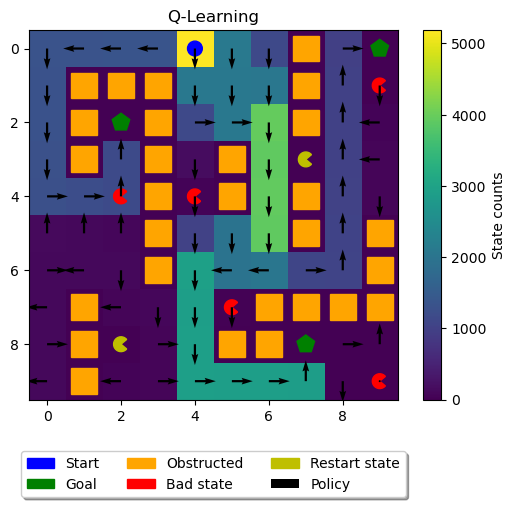 Q-Learning
0
2
4
6
8
0 2 4 6 8
5000
4000
3000
2000
1000
0
State counts
Start Obstructed Restart state
Goal Bad state Policy